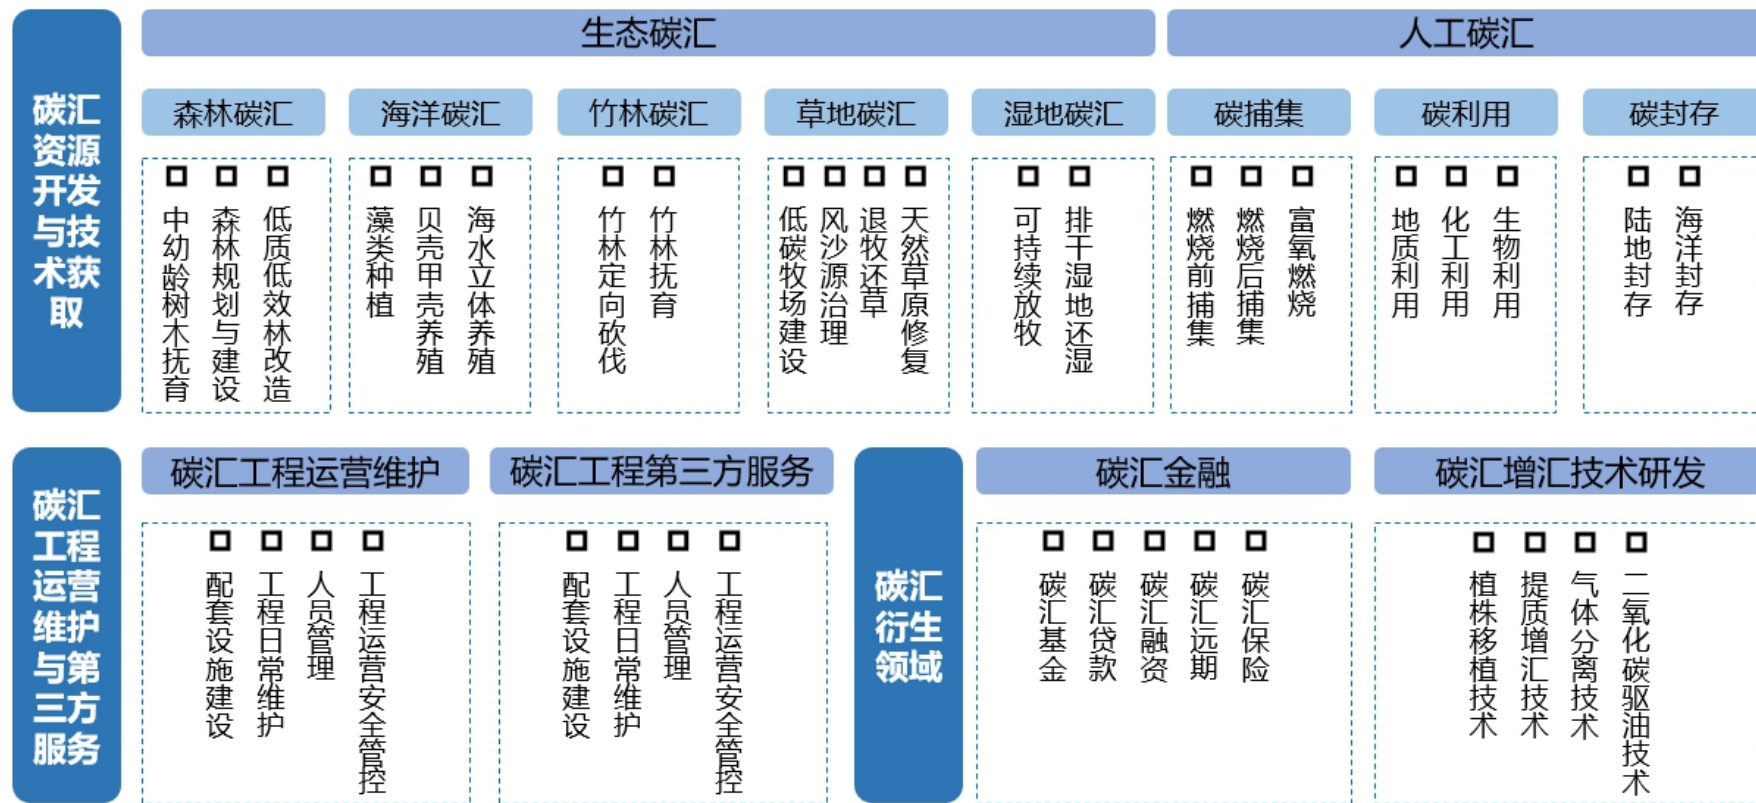 碳汇
资源
开发
与技
术获
取
生态碳汇
人工碳汇
森林碳汇
海洋碳汇
竹林碳汇
草地碳汇
湿地碳汇
碳捕集
碳利用
碳封存
中幼龄树木抚育
森林规划与建设
低质低效林改造
藻类种植
贝壳甲壳养殖
海水立体养殖
竹林定向砍伐
竹林抚育
低碳牧场建设
风沙源治理
退牧还草
天然草原修复
可持续放牧
排干湿地还湿
燃烧前捕集
燃烧后捕集
富氧燃烧
地质利用
化工利用
生物利用
陆地封存
海洋封存
碳汇
工程
运营
维护
与第
三方
服务
碳汇工程运营维护
配套设施建设
工程日常维护
人员管理
工程运营安全管控
碳汇工程第三方服务
配套设施建设
工程日常维护
人员管理
工程运营安全管控
碳汇
衍生
领域
碳汇金融
碳汇基金
碳汇贷款
碳汇融资
碳汇远期
碳汇保险
碳汇增汇技术研发
植株移植技术
提质增汇技术
气体分离技术
二氧化碳驱油技术